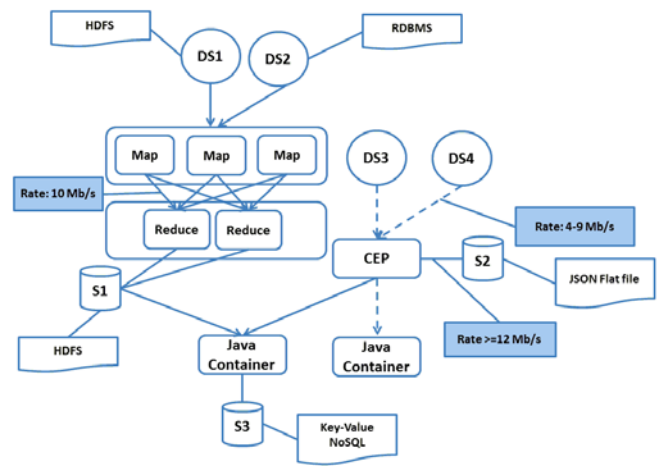 HDFS
DS1
DS2
RDBMS
Map
Map
Map
DS3
DS4
Rate: 10 Mb/s
Reduce
Reduce
Rate: 4-9 Mb/s
CEP
S2
S1
JSON Flat file
HDFS
Java
Container
Java
Container
Rate >=12 Mb/s
S3
Key-Value
NoSQL